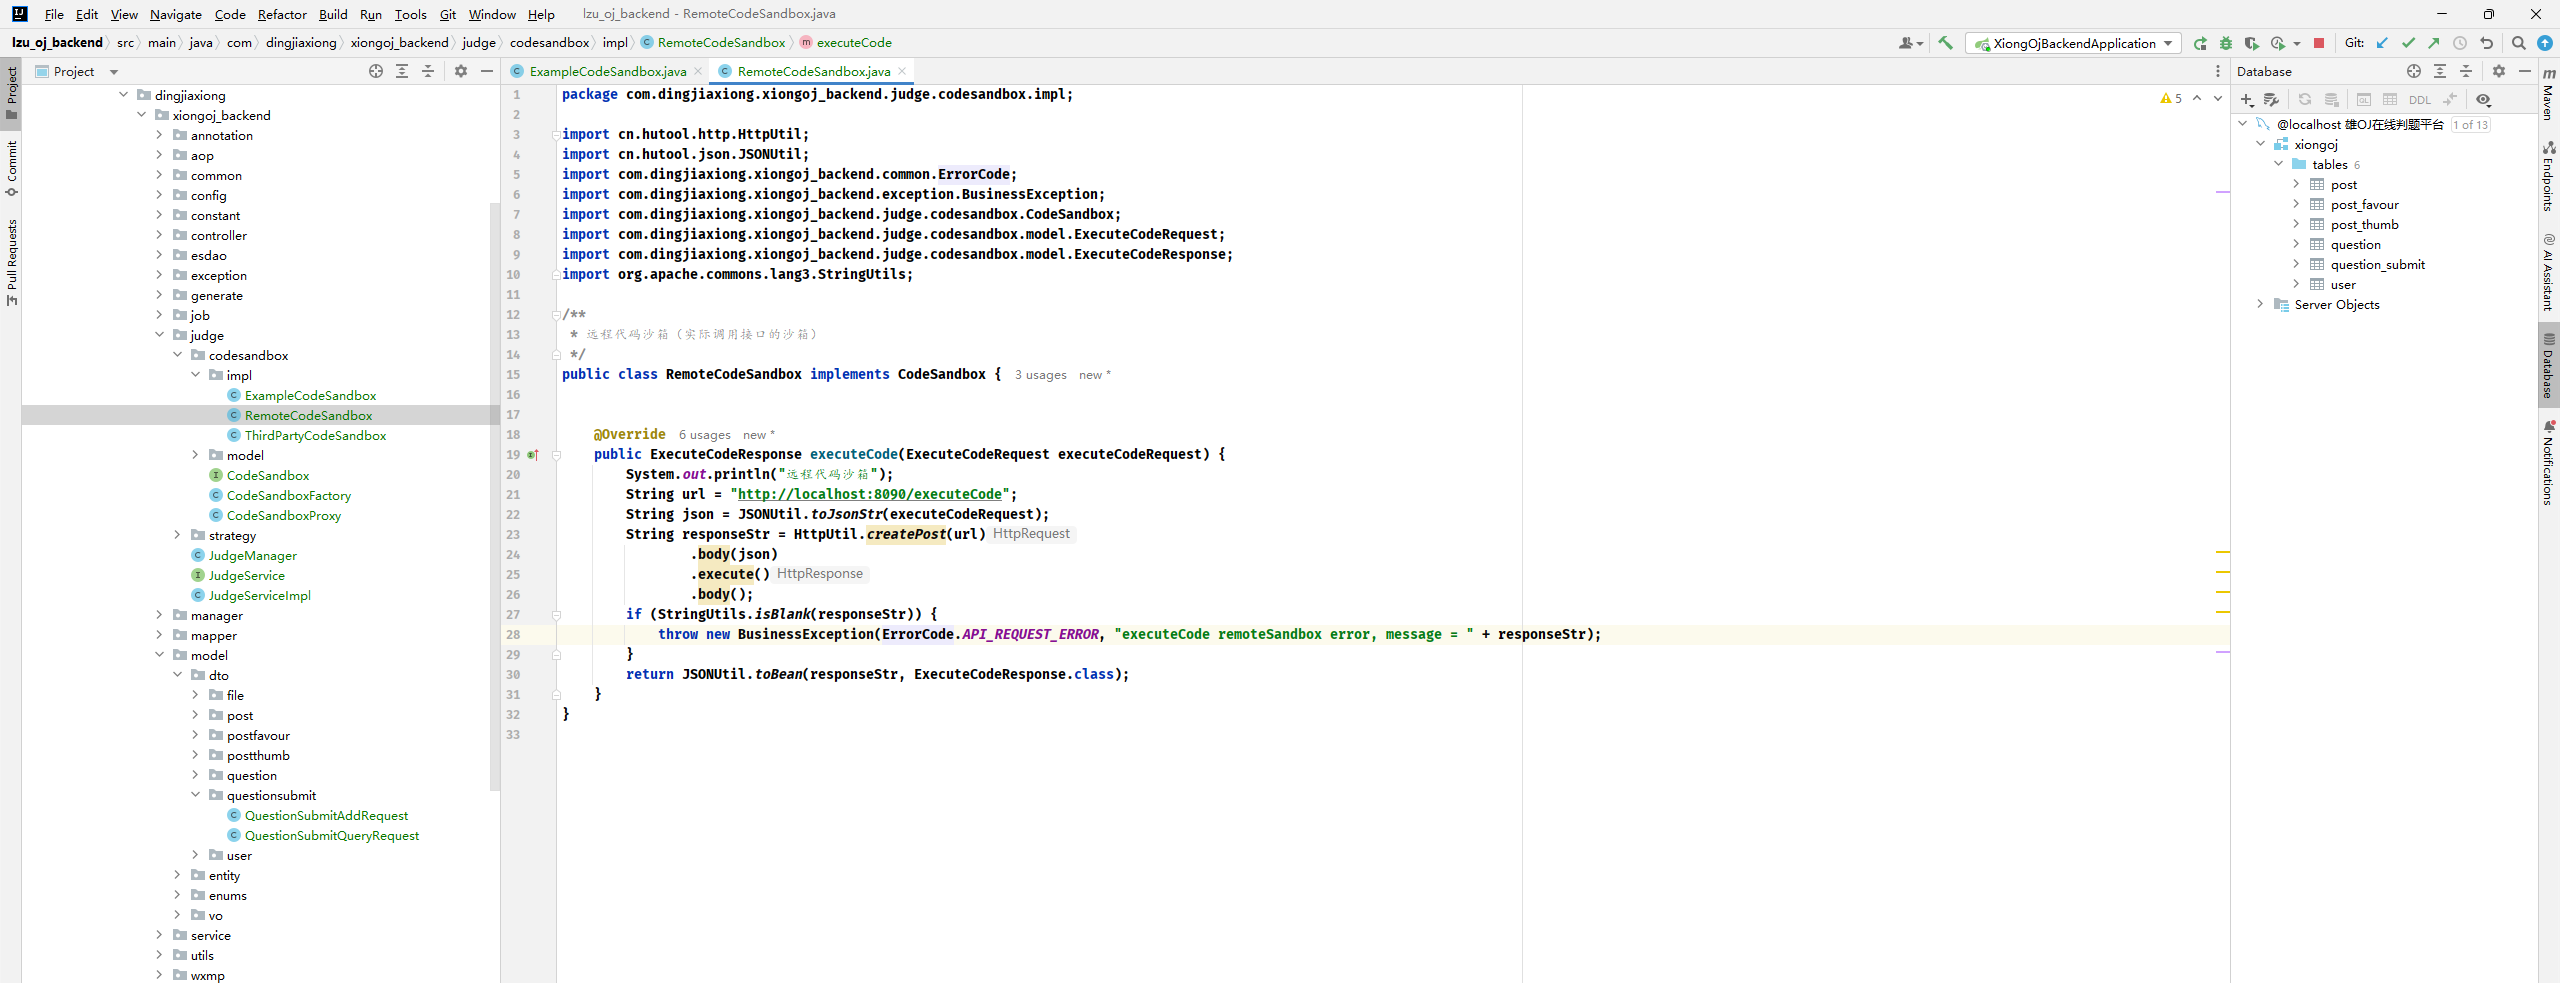 File Edit View Navigate Code Refactor Build Run Tools Git Window Help lzu_oj_backend - RemoteCodeSandbox.java
lzu_oj_backend src main java com dingjiaxiong xiongoj_backend judge codesandbox impl RemoteCodeSandbox executeCode XiongOjBackendApplication Git:
Project
ExampleCodeSandbox.java RemoteCodeSandbox.java
Database
Project
Commit
Pull Requests
dingjiaxiong
xiongoj_backend
annotation
aop
common
config
constant
controller
esdao
exception
generate
job
judge
codesandbox
impl
ExampleCodeSandbox
RemoteCodeSandbox
ThirdPartyCodeSandbox
model
CodeSandbox
CodeSandboxFactory
CodeSandboxProxy
strategy
JudgeManager
JudgeService
JudgeServiceImpl
manager
mapper
model
dto
file
post
postfavour
postthumb
question
questionsubmit
QuestionSubmitAddRequest
QuestionSubmitQueryRequest
user
entity
enums
vo
service
utils
wxmp
1 package com.dingjiaxiong.xiongoj_backend.judge.codesandbox.impl;
2
3 import cn.hutool.http.HttpUtil;
4 import cn.hutool.json.JSONUtil;
5 import com.dingjiaxiong.xiongoj_backend.common.ErrorCode;
6 import com.dingjiaxiong.xiongoj_backend.exception.BusinessException;
7 import com.dingjiaxiong.xiongoj_backend.judge.codesandbox.CodeSandbox;
8 import com.dingjiaxiong.xiongoj_backend.judge.codesandbox.model.ExecuteCodeRequest;
9 import com.dingjiaxiong.xiongoj_backend.judge.codesandbox.model.ExecuteCodeResponse;
10 import org.apache.commons.lang3.StringUtils;
11
12 /**
13 * 远程代码沙箱（实际调用接口的沙箱）
14 */
15 public class RemoteCodeSandbox implements CodeSandbox { 3 usages new *
16
17
18 @Override 6 usages new *
19 public ExecuteCodeResponse executeCode(ExecuteCodeRequest executeCodeRequest) {
20 System.out.println("远程代码沙箱");
21 String url = "http://localhost:8090/executeCode";
22 String json = JSONUtil.toJsonStr(executeCodeRequest);
23 String responseStr = HttpUtil.createPost(url) HttpRequest
24 .body(json)
25 .execute() HttpResponse
26 .body();
27 if (StringUtils.isBlank(responseStr)) {
28 throw new BusinessException(ErrorCode.API_REQUEST_ERROR, "executeCode remoteSandbox error, message = " + responseStr);
29 }
30 return JSONUtil.toBean(responseStr, ExecuteCodeResponse.class);
31 }
32 }
33
5
DDL
@localhost 雄OJ在线判题平台 1 of 13
xiongoj
tables 6
post
post_favour
post_thumb
question
question_submit
user
Server Objects
m Maven
Endpoints
AI Assistant
Database
Notifications